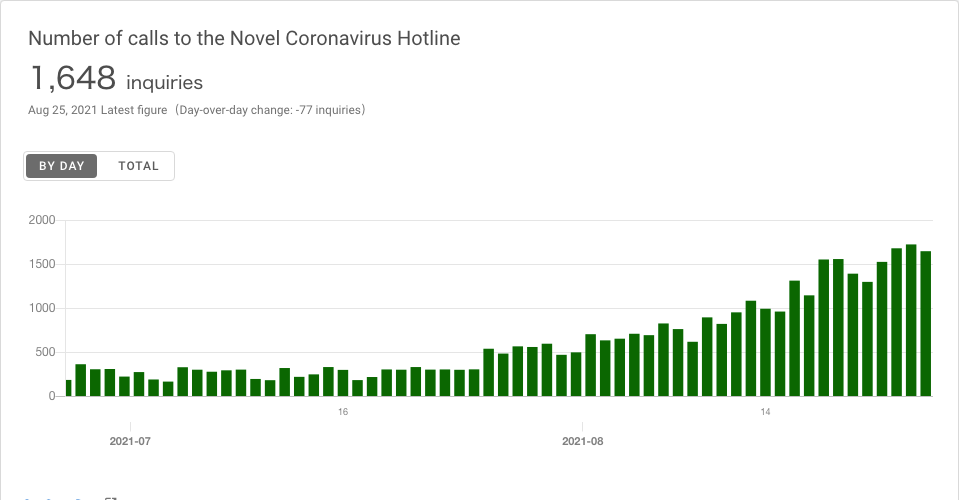 Number of calls to the Novel Coronavirus Hotline
1,648 inquiries
Aug 25, 2021 Latest figure（Day-over-day change: -77 inquiries）
BY DAY TOTAL
2000
1500
1000
500
0
16 14
2021-07 2021-08